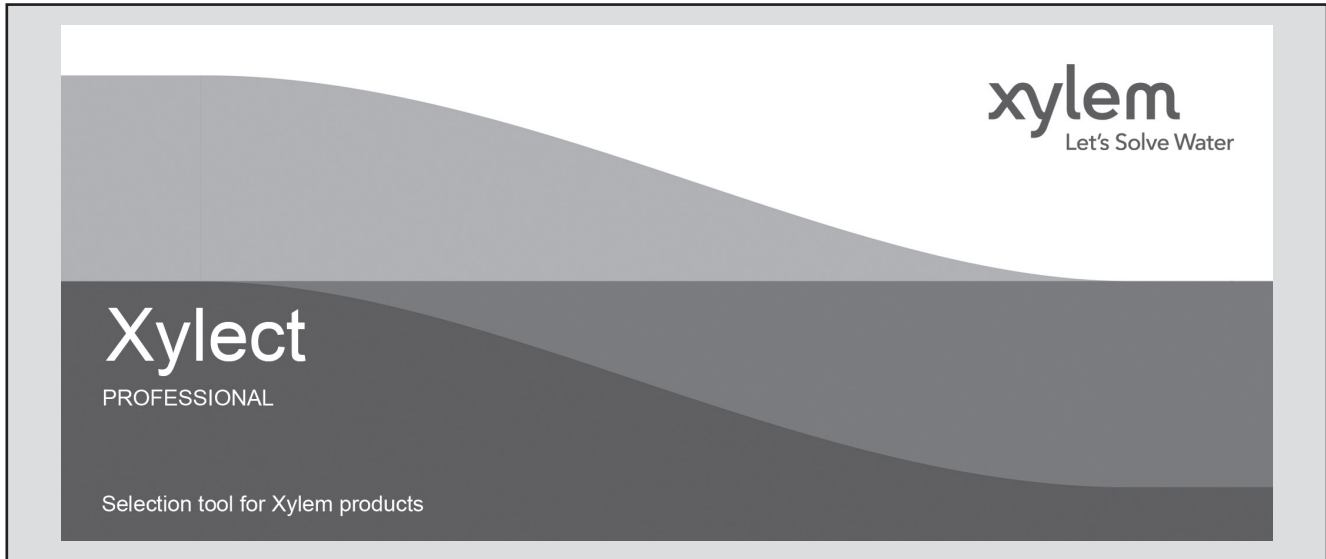 xylem
Let's Solve Water
Xylect
PROFESSIONAL
Selection tool for Xylem products